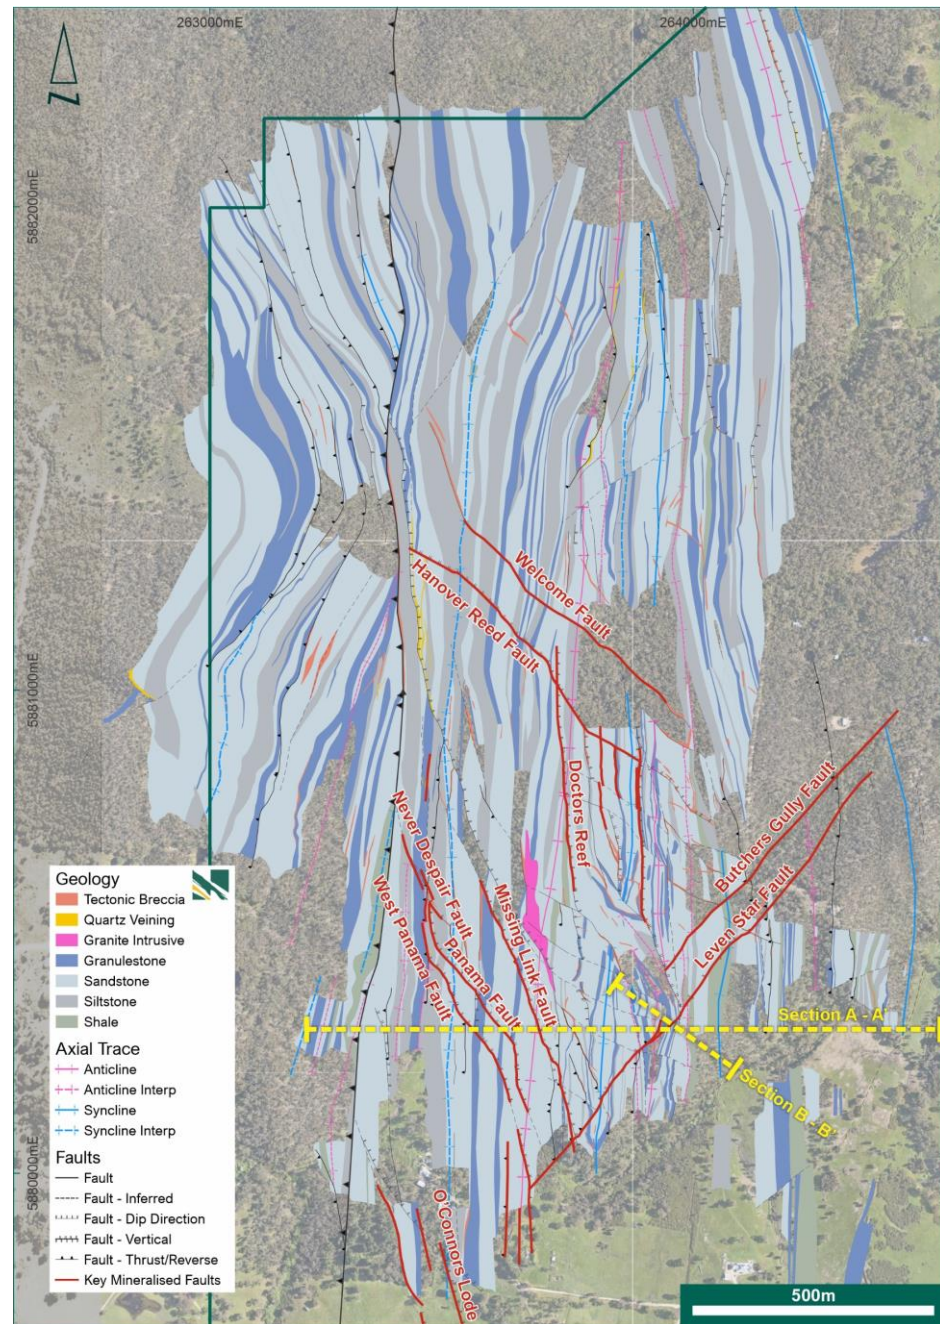 263000mE
264000mE
N
5882000mE
5881000mE
5880000mE
Welcome Fault
Hanover Reed Fault
Doctors Reef
Butchers Gully Fault
Leven Star Fault
Never Despair Fault
Panama Fault
West Panama Fault
Missing Link Fault
Section A - A'
Section B - B'
O'Connors Lode
Geology
Tectonic Breccia
Quartz Veining
Granite Intrusive
Granulestone
Sandstone
Siltstone
Shale
Axial Trace
Anticline
Anticline Interp
Syncline
Syncline Interp
Faults
Fault
Fault - Inferred
Fault - Dip Direction
Fault - Vertical
Fault - Thrust/Reverse
Key Mineralised Faults
500m